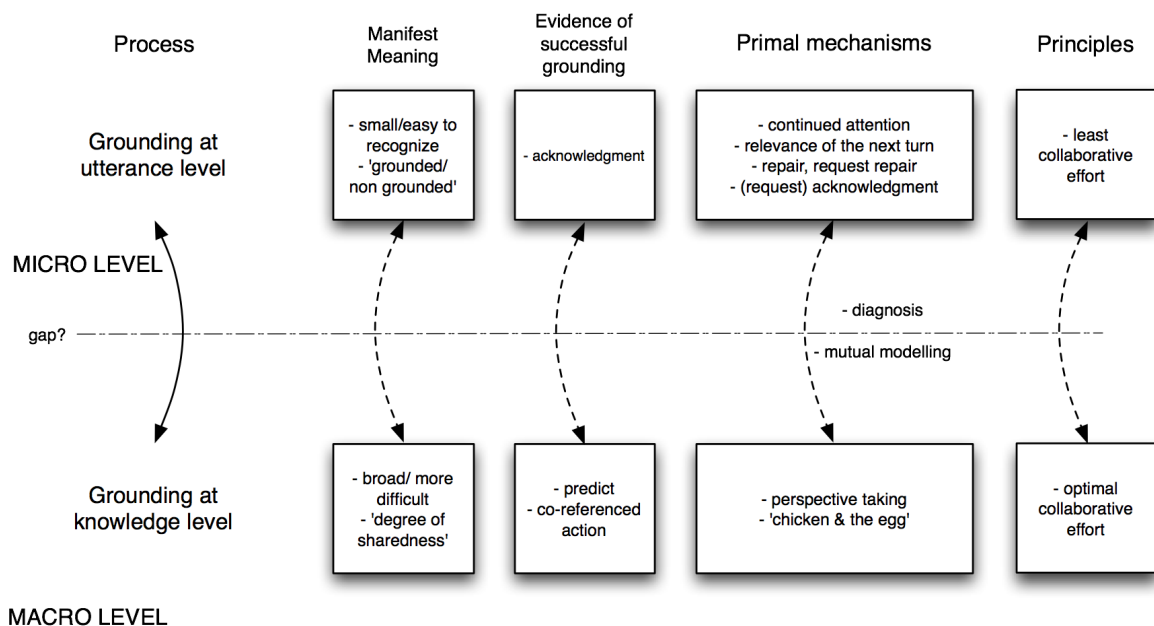 Process
Manifest
Meaning
Evidence of
successful
grounding
Primal mechanisms
Principles
Grounding at
utterance level
- small/easy to
recognize
- 'grounded/
non grounded'
- acknowledgment
- continued attention
- relevance of the next turn
- repair, request repair
- (request) acknowledgment
- least
collaborative
effort
MICRO LEVEL
- diagnosis
gap?
- mutual modelling
Grounding at
knowledge level
- broad/ more
difficult
- 'degree of
sharedness'
- predict
- co-referenced
action
- perspective taking
- 'chicken & the egg'
- optimal
collaborative
effort
MACRO LEVEL